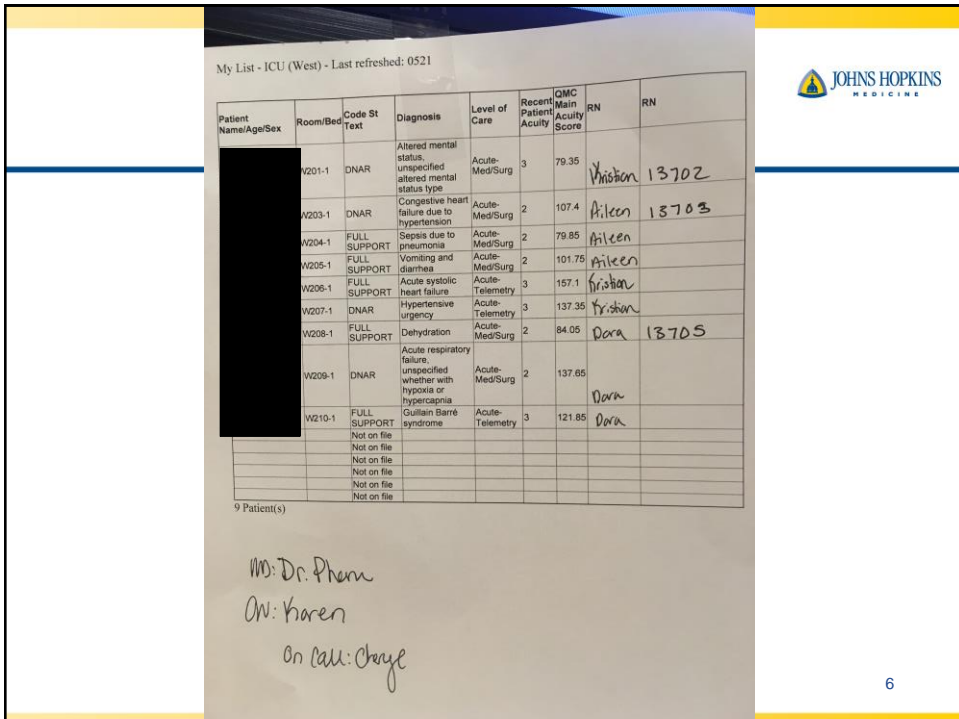 My List - ICU (West) - Last refreshed: 0521
JOHNS HOPKINS
MEDICINE
Patient Name/Age/Sex Room/Bed Code St Text Diagnosis Level of Care Recent Patient Acuity QMC Main Acuity Score RN RN
W201-1 DNAR Altered mental status, unspecified altered mental status type Acute-Med/Surg 3 79.35 Kristian 13702
W203-1 DNAR Congestive heart failure due to hypertension Acute-Med/Surg 2 107.4 Aileen 13703
W204-1 FULL SUPPORT Sepsis due to pneumonia Acute-Med/Surg 2 79.85 Aileen
W205-1 FULL SUPPORT Vomiting and diarrhea Acute-Med/Surg 2 101.75 Aileen
W206-1 FULL SUPPORT Acute systolic heart failure Acute-Telemetry 3 157.1 Kristian
W207-1 DNAR Hypertensive urgency Acute-Telemetry 3 137.35 Kristian
W208-1 FULL SUPPORT Dehydration Acute-Med/Surg 2 84.05 Dora 13705
W209-1 DNAR Acute respiratory failure, unspecified whether with hypoxia or hypercapnia Acute-Med/Surg 2 137.65 Dora
W210-1 FULL SUPPORT Guillain Barré syndrome Acute-Telemetry 3 121.85 Dora
Not on file
Not on file
Not on file
Not on file
Not on file
Not on file
9 Patient(s)
MD: Dr.
Karen
On Call:
6